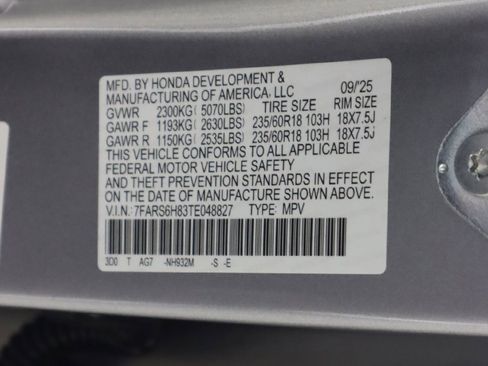 MFD. BY HONDA DEVELOPMENT &
MANUFACTURING OF AMERICA, LLC 09/'25
GVWR 2300KG ( 5070LBS) TIRE SIZE RIM SIZE
GAWR F 1193KG ( 2630LBS) 235/60R18 103H 18X7.5J
GAWR R 1150KG ( 2535LBS) 235/60R18 103H 18X7.5J
THIS VEHICLE CONFORMS TO ALL APPLICABLE
FEDERAL MOTOR VEHICLE SAFETY
AND THEFT PREVENTION STANDARDS IN EFFECT
ON THE DATE OF MANUFACTURE SHOWN ABOVE.
V.I.N.: 7FARS6H83TE048827 TYPE: MPV
3D0 T AG7 -NH932M -S -E